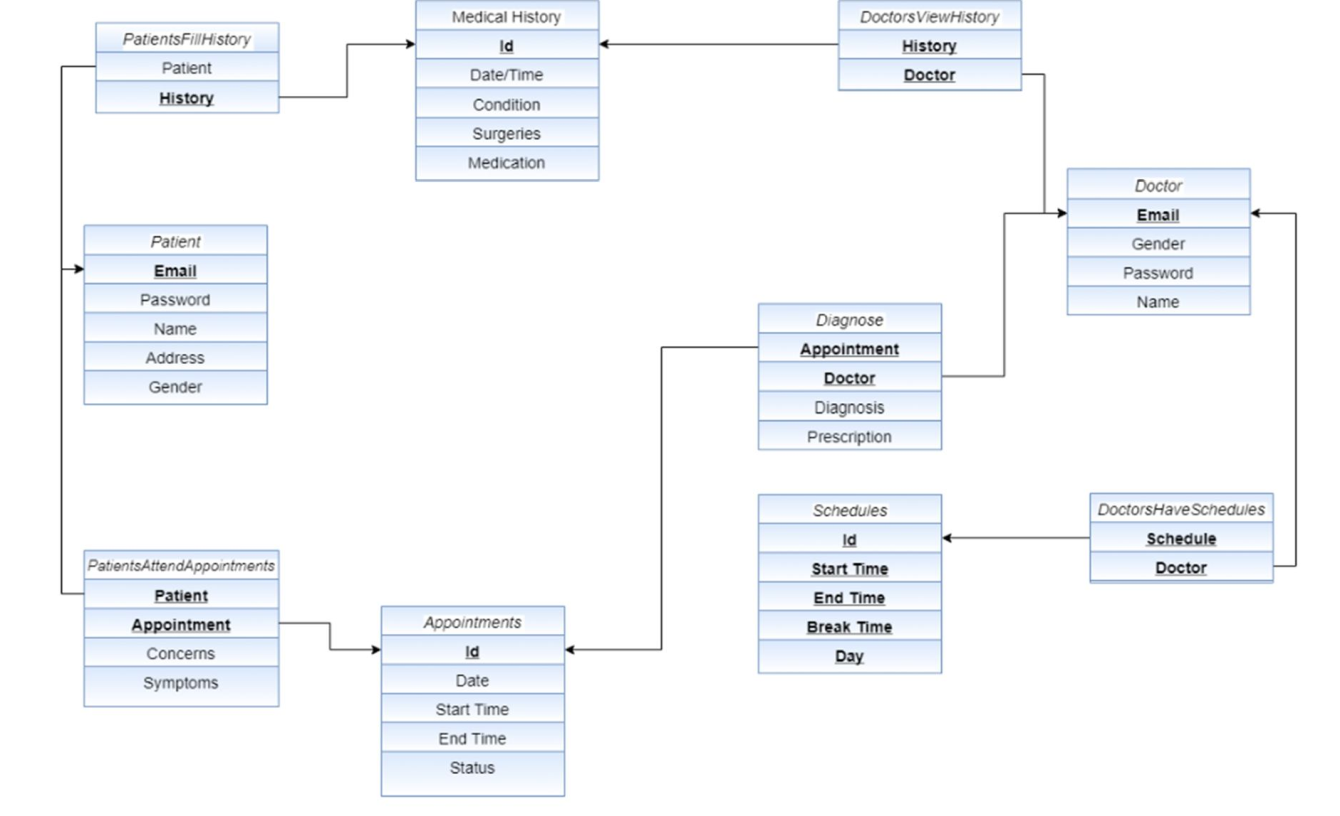 PatientsFillHistory
Patient
History
Medical History
Id
Date/Time
Condition
Surgeries
Medication
DoctorsViewHistory
History
Doctor
Doctor
Email
Gender
Password
Name
Patient
Email
Password
Name
Address
Gender
Diagnose
Appointment
Doctor
Diagnosis
Prescription
Schedules
Id
Start Time
End Time
Break Time
Day
DoctorsHaveSchedules
Schedule
Doctor
PatientsAttendAppointments
Patient
Appointment
Concerns
Symptoms
Appointments
Id
Date
Start Time
End Time
Status